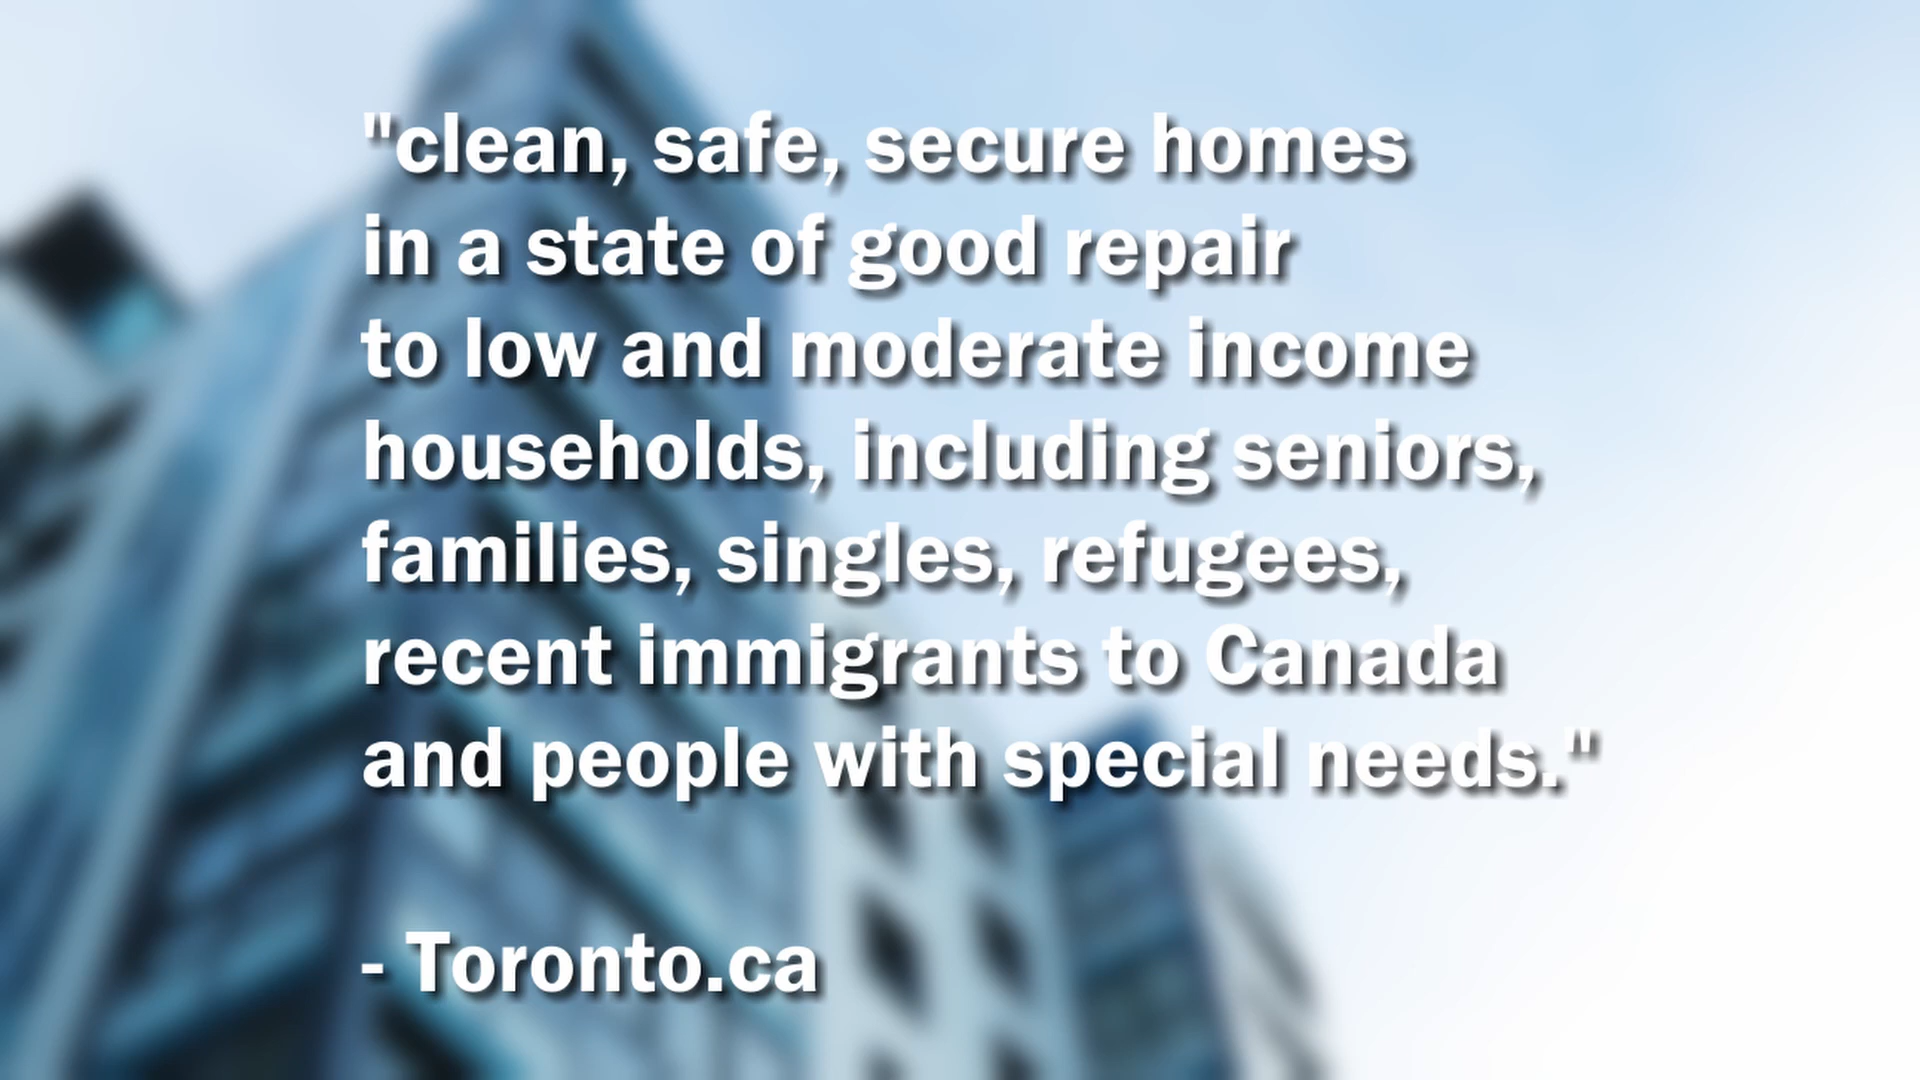 "clean, safe, secure homes
in a state of good repair
to low and moderate income
households, including seniors,
families, singles, refugees,
recent immigrants to Canada
and people with special needs."
- Toronto.ca